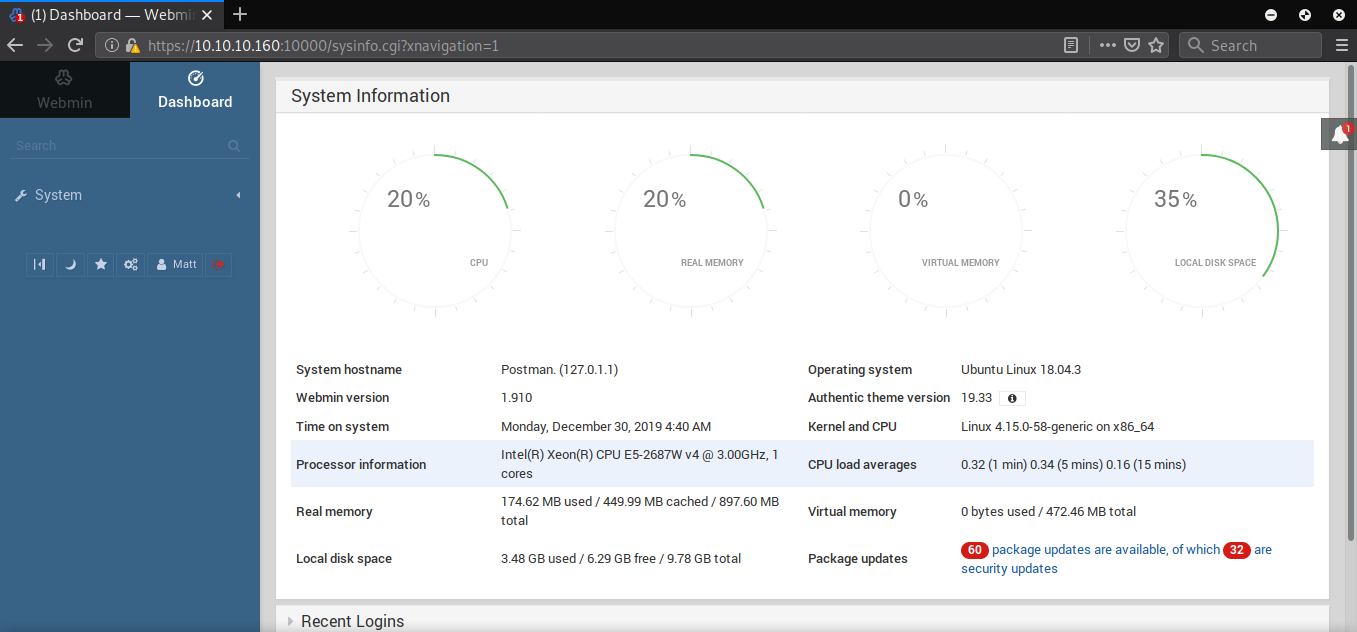 (1) Dashboard — Webmi
https://10.10.10.160:10000/sysinfo.cgi?xnavigation=1
Search
Webmin
Dashboard
Search
System
Matt
System Information
1
20%
CPU
20%
REAL MEMORY
0%
VIRTUAL MEMORY
35%
LOCAL DISK SPACE
System hostname
Postman. (127.0.1.1)
Operating system
Ubuntu Linux 18.04.3
Webmin version
1.910
Authentic theme version
19.33
Time on system
Monday, December 30, 2019 4:40 AM
Kernel and CPU
Linux 4.15.0-58-generic on x86_64
Processor information
Intel(R) Xeon(R) CPU E5-2687W v4 @ 3.00GHz, 1
cores
CPU load averages
0.32 (1 min) 0.34 (5 mins) 0.16 (15 mins)
Real memory
174.62 MB used / 449.99 MB cached / 897.60 MB
total
Virtual memory
0 bytes used / 472.46 MB total
Local disk space
3.48 GB used / 6.29 GB free / 9.78 GB total
Package updates
60 package updates are available, of which 32 are
security updates
Recent Logins